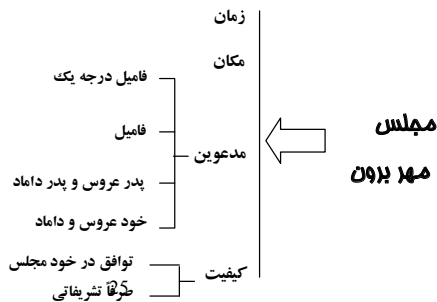 مجلس
مهر برون
زمان
مکان
مدعوین
فامیل درجه یک
فامیل
پدر عروس و پدر داماد
خود عروس و داماد
کیفیت
توافق در خود مجلس
صرفاً تشریفاتی
25